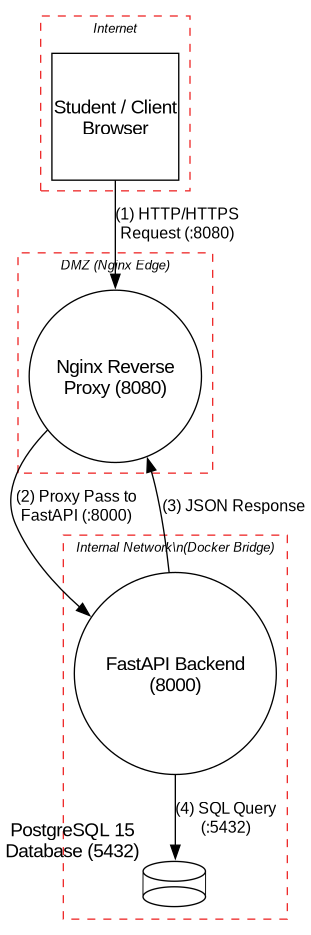 Internet
Student / Client
Browser
(1) HTTP/HTTPS
Request (:8080)
DMZ (Nginx Edge)
Nginx Reverse
Proxy (8080)
(2) Proxy Pass to
FastAPI (:8000)
(3) JSON Response
Internal Network\n(Docker Bridge)
FastAPI Backend
(8000)
(4) SQL Query
(:5432)
PostgreSQL 15
Database (5432)